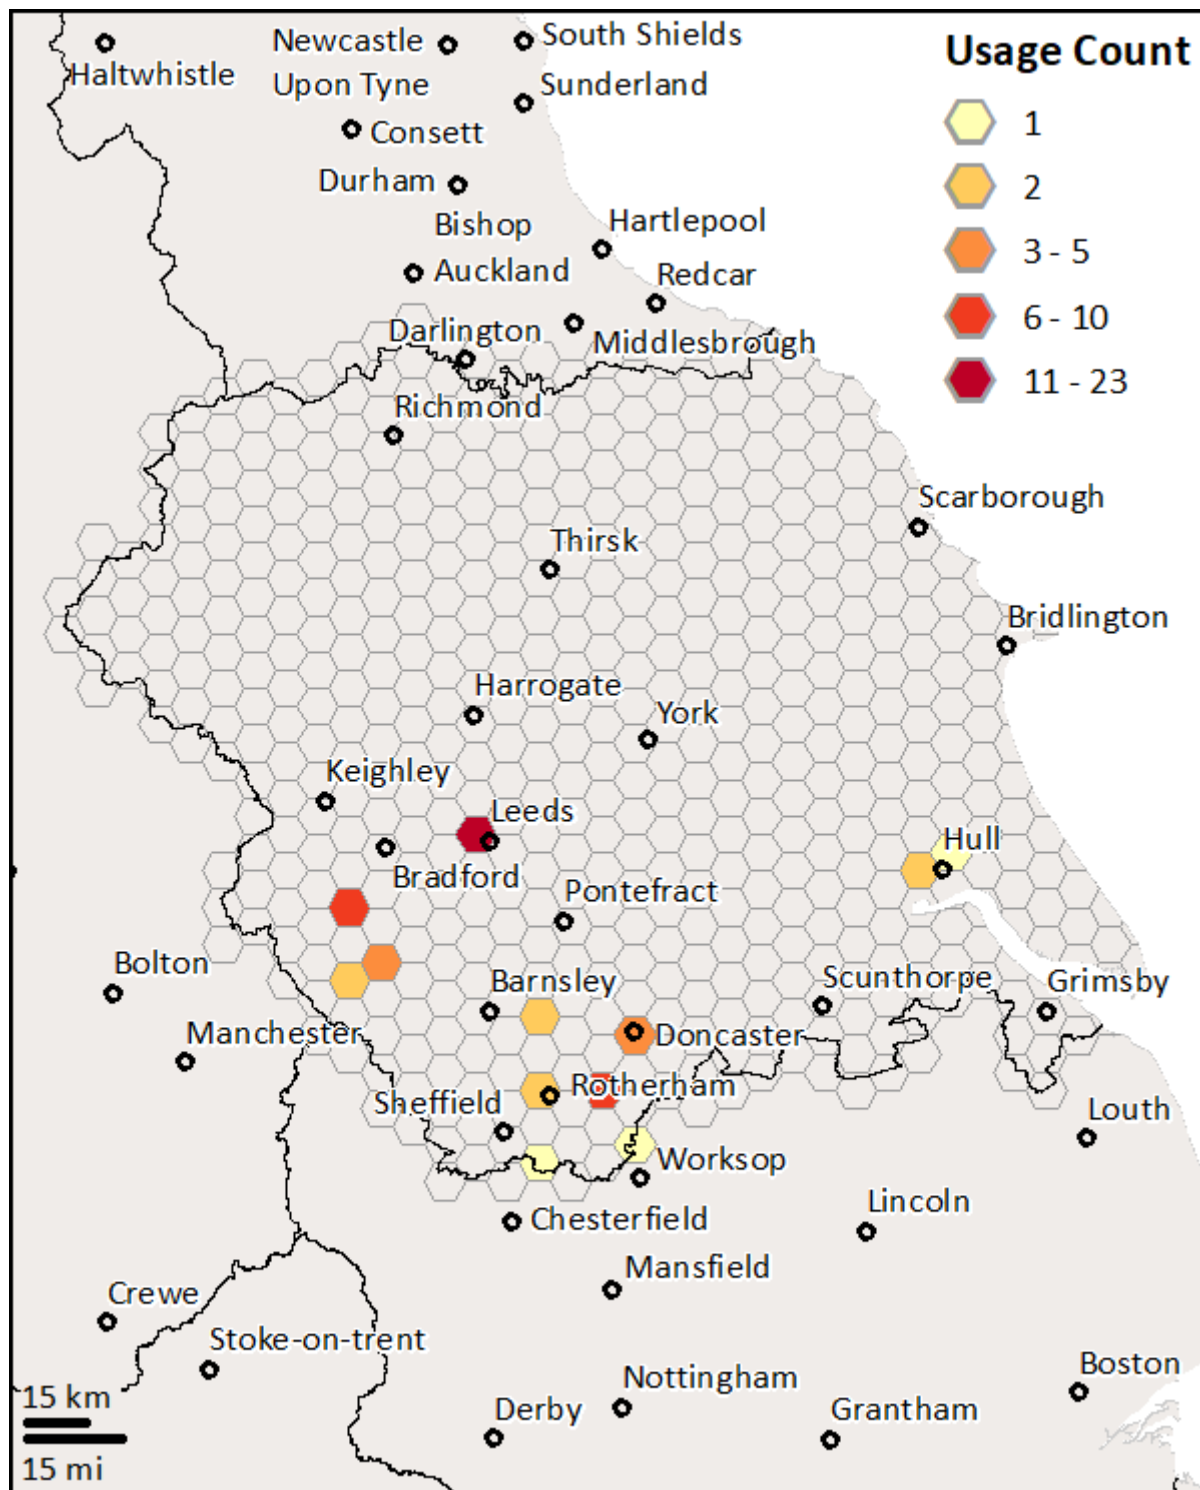 Newcastle
Upon Tyne
South Shields
Usage Count
Haltwhistle
Sunderland
1
Consett
2
Durham
Bishop
Auckland
Hartlepool
3 - 5
Redcar
6 - 10
Darlington
Middlesbrough
11 - 23
Richmond
Scarborough
Thirsk
Bridlington
Harrogate
York
Keighley
Leeds
Hull
Bradford
Pontefract
Bolton
Barnsley
Scunthorpe
Grimsby
Manchester
Doncaster
Rotherham
Sheffield
Louth
Worksop
Lincoln
Chesterfield
Mansfield
Crewe
Stoke-on-trent
Boston
Nottingham
15 km
Derby
Grantham
15 mi